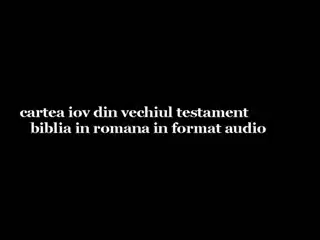 cartea iov din vechiul testament
biblia in romana in format audio